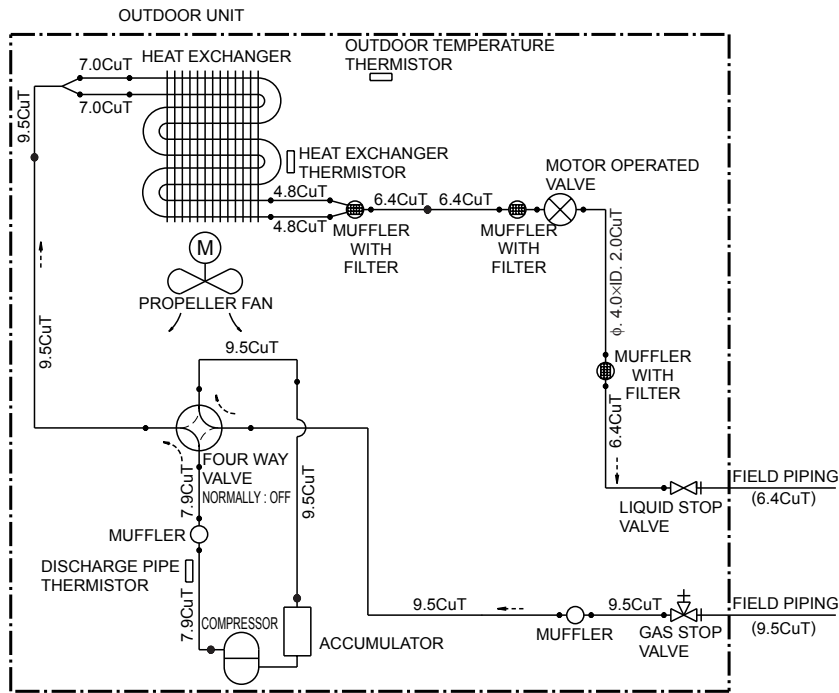 OUTDOOR UNIT
HEAT EXCHANGER
OUTDOOR TEMPERATURE
THERMISTOR
7.0CuT
7.0CuT
9.5CuT
HEAT EXCHANGER
THERMISTOR
MOTOR OPERATED
VALVE
4.8CuT
4.8CuT
6.4CuT
6.4CuT
MUFFLER
WITH
FILTER
MUFFLER
WITH
FILTER
M
PROPELLER FAN
φ. 4.0×ID. 2.0CuT
9.5CuT
9.5CuT
MUFFLER
WITH
FILTER
6.4CuT
FOUR WAY
VALVE
NORMALLY : OFF
7.9CuT
9.5CuT
FIELD PIPING
(6.4CuT)
LIQUID STOP
VALVE
MUFFLER
DISCHARGE PIPE
THERMISTOR
7.9CuT
COMPRESSOR
ACCUMULATOR
9.5CuT
9.5CuT
FIELD PIPING
(9.5CuT)
MUFFLER
GAS STOP
VALVE